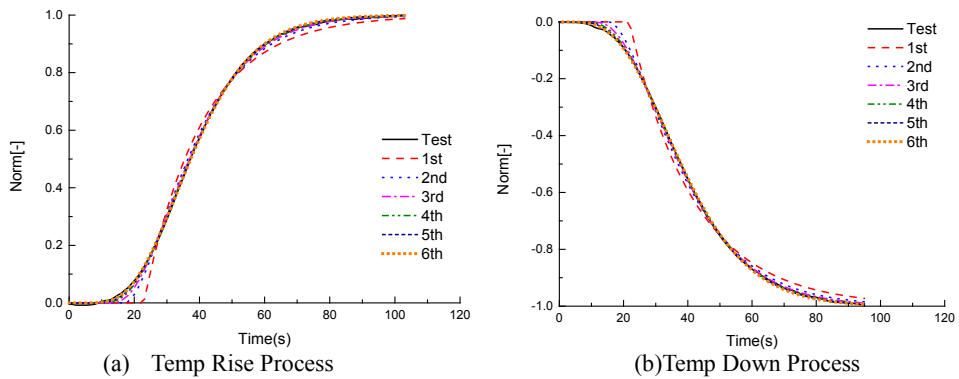 1.0
0.8
0.6
0.4
0.2
0.0
Norm[-]
0 20 40 60 80 100 120
Time(s)
Test
1st
2nd
3rd
4th
5th
6th
(a) Temp Rise Process
0.0
-0.2
-0.4
-0.6
-0.8
-1.0
Norm[-]
0 20 40 60 80 100 120
Time(s)
Test
1st
2nd
3rd
4th
5th
6th
(b)Temp Down Process